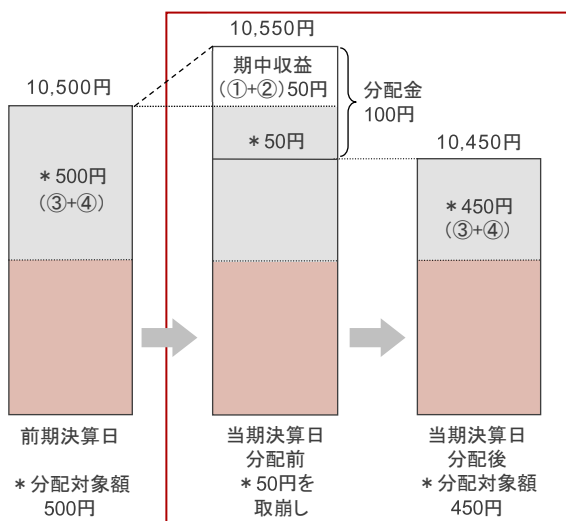 10,500円
＊500円
（③+④）
前期決算日
＊分配対象額
500円
10,550円
期中収益
（①+②）50円
＊50円
分配金
100円
当期決算日
分配前
＊50円を
取崩し
10,450円
＊450円
（③+④）
当期決算日
分配後
＊分配対象額
450円